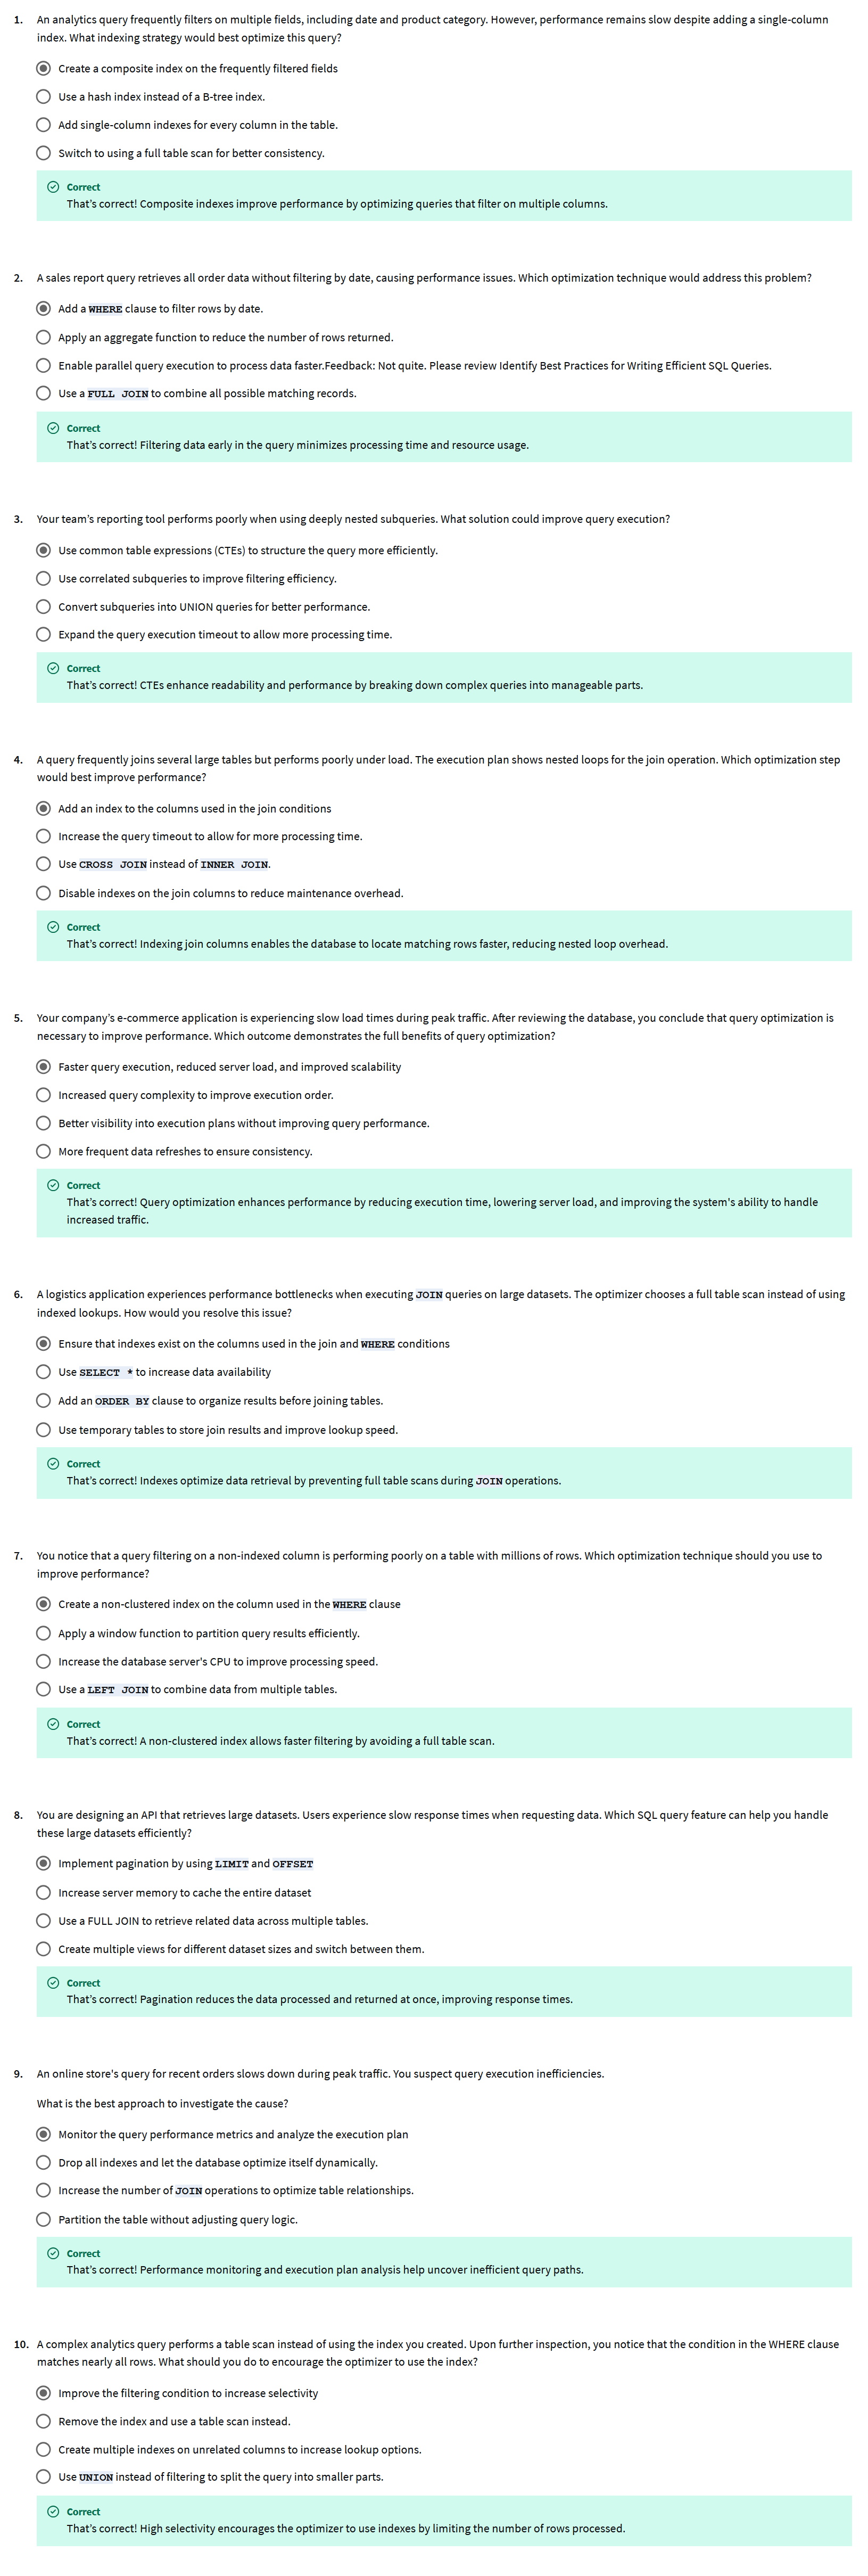 1. An analytics query frequently filters on multiple fields, including date and product category. However, performance remains slow despite adding a single-column
index. What indexing strategy would best optimize this query?
Create a composite index on the frequently filtered fields
Use a hash index instead of a B-tree index.
Add single-column indexes for every column in the table.
Switch to using a full table scan for better consistency.
Correct
That's correct! Composite indexes improve performance by optimizing queries that filter on multiple columns.
2. A sales report query retrieves all order data without filtering by date, causing performance issues. Which optimization technique would address this problem?
Add a WHERE clause to filter rows by date.
Apply an aggregate function to reduce the number of rows returned.
Enable parallel query execution to process data faster.Feedback: Not quite. Please review Identify Best Practices for Writing Efficient SQL Queries.
Use a FULL JOIN to combine all possible matching records.
Correct
That's correct! Filtering data early in the query minimizes processing time and resource usage.
3. Your team's reporting tool performs poorly when using deeply nested subqueries. What solution could improve query execution?
Use common table expressions (CTEs) to structure the query more efficiently.
Use correlated subqueries to improve filtering efficiency.
Convert subqueries into UNION queries for better performance.
Expand the query execution timeout to allow more processing time.
Correct
That's correct! CTEs enhance readability and performance by breaking down complex queries into manageable parts.
4. A query frequently joins several large tables but performs poorly under load. The execution plan shows nested loops for the join operation. Which optimization step
would best improve performance?
Add an index to the columns used in the join conditions
Increase the query timeout to allow for more processing time.
Use CROSS JOIN instead of INNER JOIN.
Disable indexes on the join columns to reduce maintenance overhead.
Correct
That's correct! Indexing join columns enables the database to locate matching rows faster, reducing nested loop overhead.
5. Your company's e-commerce application is experiencing slow load times during peak traffic. After reviewing the database, you conclude that query optimization is
necessary to improve performance. Which outcome demonstrates the full benefits of query optimization?
Faster query execution, reduced server load, and improved scalability
Increased query complexity to improve execution order.
Better visibility into execution plans without improving query performance.
More frequent data refreshes to ensure consistency.
Correct
That's correct! Query optimization enhances performance by reducing execution time, lowering server load, and improving the system's ability to handle
increased traffic.
6. A logistics application experiences performance bottlenecks when executing JOIN queries on large datasets. The optimizer chooses a full table scan instead of using
indexed lookups. How would you resolve this issue?
Ensure that indexes exist on the columns used in the join and WHERE conditions
Use SELECT * to increase data availability
Add an ORDER BY clause to organize results before joining tables.
Use temporary tables to store join results and improve lookup speed.
Correct
That's correct! Indexes optimize data retrieval by preventing full table scans during JOIN operations.
7. You notice that a query filtering on a non-indexed column is performing poorly on a table with millions of rows. Which optimization technique should you use to
improve performance?
Create a non-clustered index on the column used in the WHERE clause
Apply a window function to partition query results efficiently.
Increase the database server's CPU to improve processing speed.
Use a LEFT JOIN to combine data from multiple tables.
Correct
That's correct! A non-clustered index allows faster filtering by avoiding a full table scan.
8. You are designing an API that retrieves large datasets. Users experience slow response times when requesting data. Which SQL query feature can help you handle
these large datasets efficiently?
Implement pagination by using LIMIT and OFFSET
Increase server memory to cache the entire dataset
Use a FULL JOIN to retrieve related data across multiple tables.
Create multiple views for different dataset sizes and switch between them.
Correct
That's correct! Pagination reduces the data processed and returned at once, improving response times.
9. An online store's query for recent orders slows down during peak traffic. You suspect query execution inefficiencies.
What is the best approach to investigate the cause?
Monitor the query performance metrics and analyze the execution plan
Drop all indexes and let the database optimize itself dynamically.
Increase the number of JOIN operations to optimize table relationships.
Partition the table without adjusting query logic.
Correct
That's correct! Performance monitoring and execution plan analysis help uncover inefficient query paths.
10. A complex analytics query performs a table scan instead of using the index you created. Upon further inspection, you notice that the condition in the WHERE clause
matches nearly all rows. What should you do to encourage the optimizer to use the index?
Improve the filtering condition to increase selectivity
Remove the index and use a table scan instead.
Create multiple indexes on unrelated columns to increase lookup options.
Use UNION instead of filtering to split the query into smaller parts.
Correct
That's correct! High selectivity encourages the optimizer to use indexes by limiting the number of rows processed.